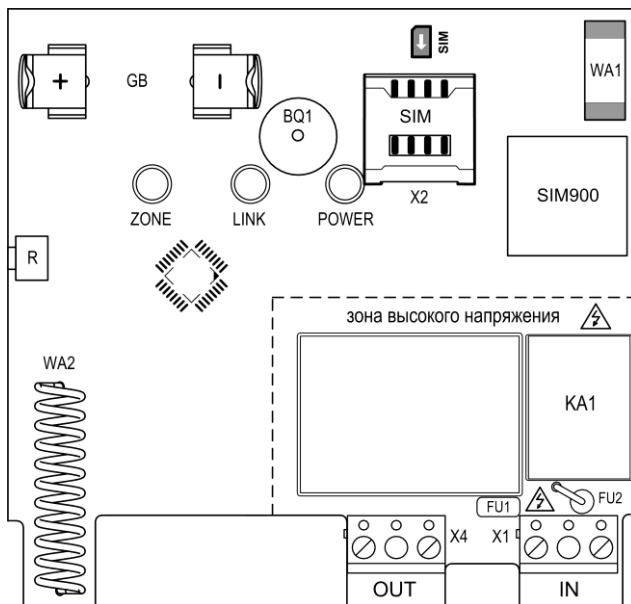 SIM
WA1
+
GB
–
BQ1
SIM
X2
SIM900
ZONE
LINK
POWER
R
зона высокого напряжения
WA2
KA1
FU1
FU2
X4
X1
OUT
IN